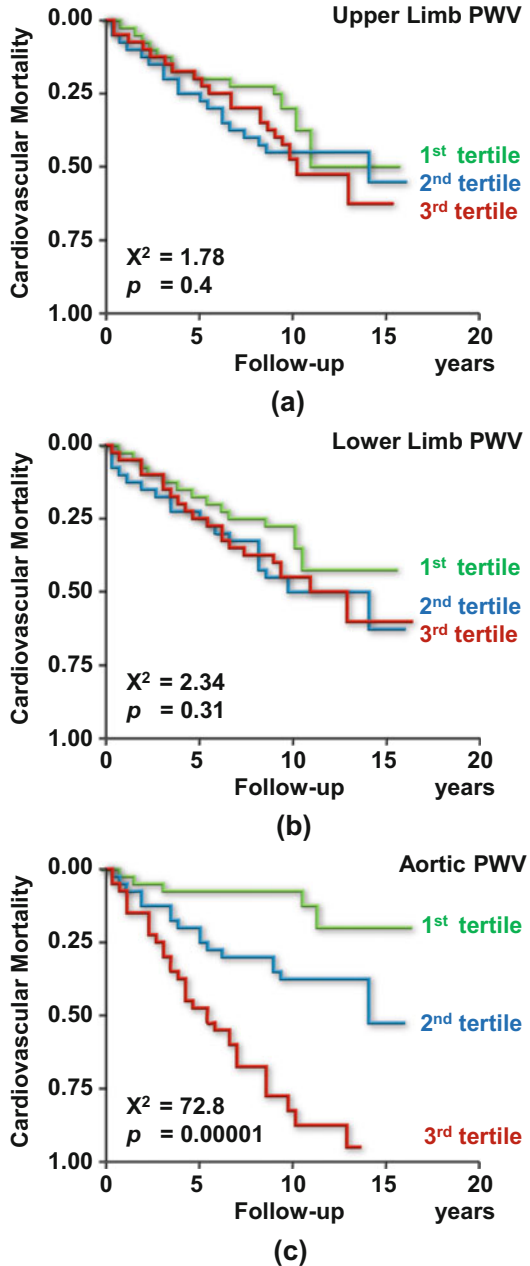 Upper Limb PWV
0.00
0.25
0.50
0.75
1.00
Cardiovascular Mortality
1st tertile
2nd tertile
3rd tertile
X2 = 1.78
p = 0.4
0 5 10 15 20
Follow-up years
(a)
Lower Limb PWV
0.00
0.25
0.50
0.75
1.00
Cardiovascular Mortality
1st tertile
2nd tertile
3rd tertile
X2 = 2.34
p = 0.31
0 5 10 15 20
Follow-up years
(b)
Aortic PWV
0.00
0.25
0.50
0.75
1.00
Cardiovascular Mortality
1st tertile
2nd tertile
3rd tertile
X2 = 72.8
p = 0.00001
0 5 10 15 20
Follow-up years
(c)